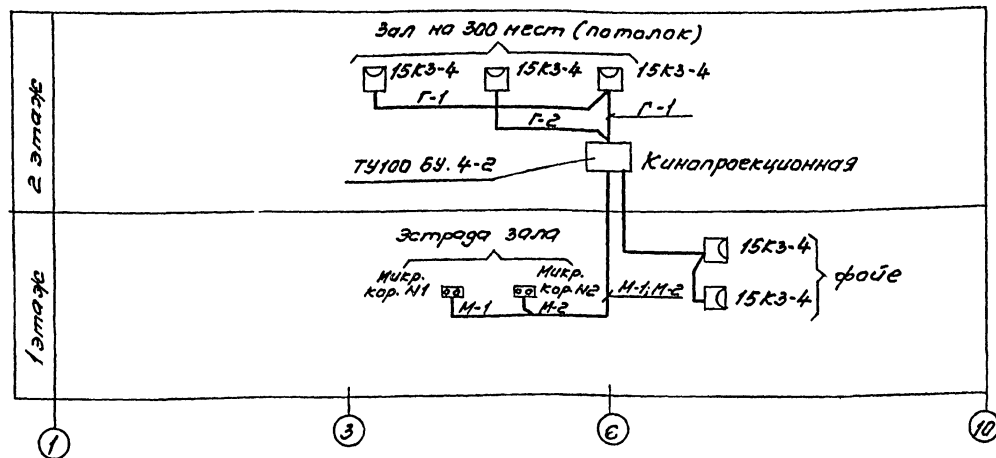 Зал на 300 мест (потолок)
15КЗ-4 15КЗ-4 15КЗ-4
Г-1
Г-2
Г-1
2 этаж
ТУ100 БУ. 4-2
Кинопроекционная
Эстрада зала
Микр. кор. N1
Микр. кор. N2
М-1
М-2
М-1; М-2
15КЗ-4
15КЗ-4
фойе
1 этаж
1
3
6
10